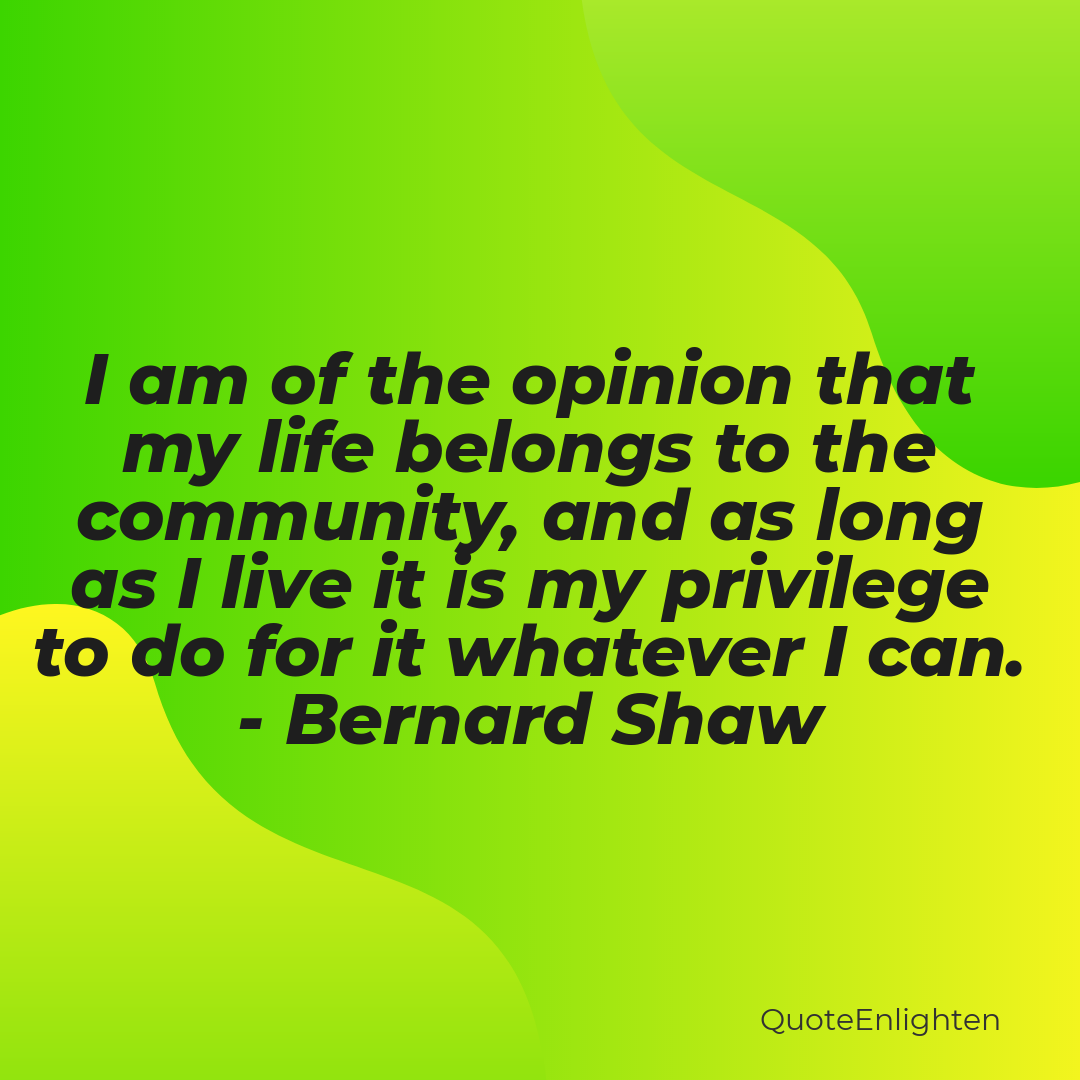 I am of the opinion that
my life belongs to the
community, and as long
as I live it is my privilege
to do for it whatever I can.
- Bernard Shaw
QuoteEnlighten